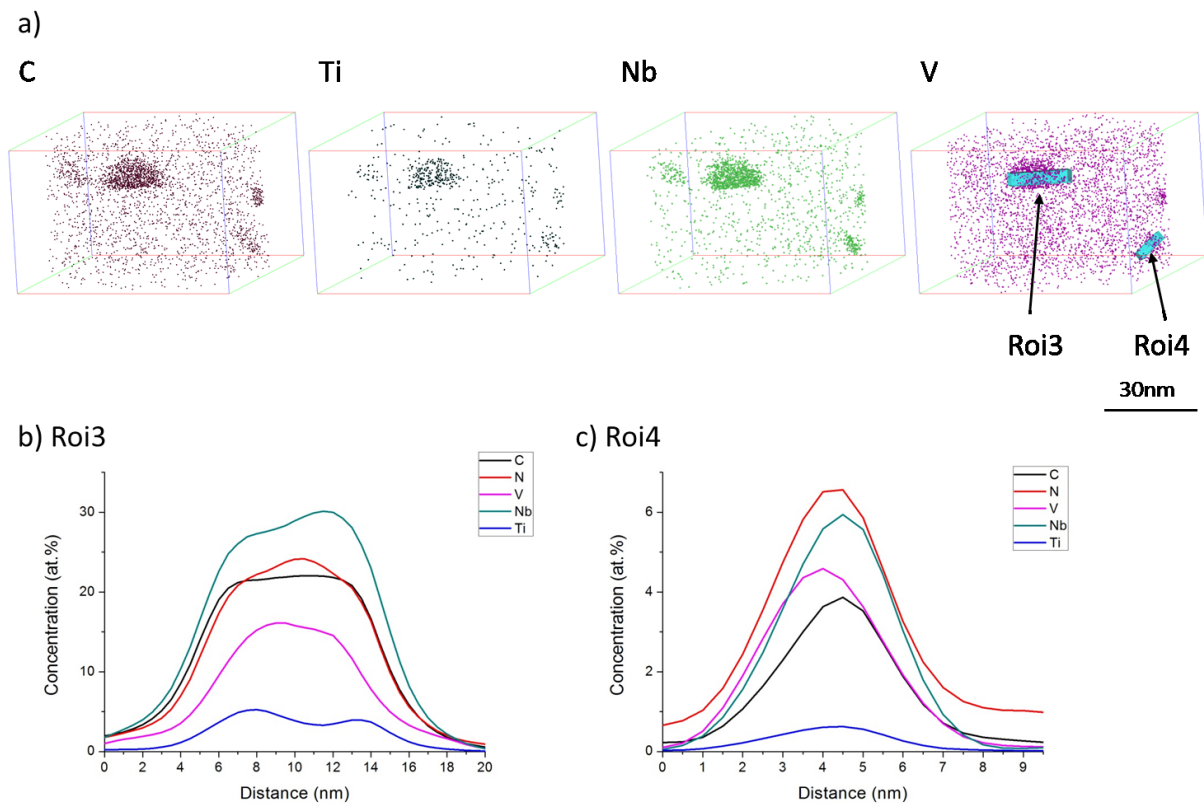 a)
C Ti Nb V
Roi3 Roi4
30nm
b) Roi3
C
N
V
Nb
Ti
30
20
10
0
Concentration (at.%)
0 2 4 6 8 10 12 14 16 18 20
Distance (nm)
c) Roi4
C
N
V
Nb
Ti
6
4
2
0
Concentration (at.%)
0 1 2 3 4 5 6 7 8 9
Distance (nm)